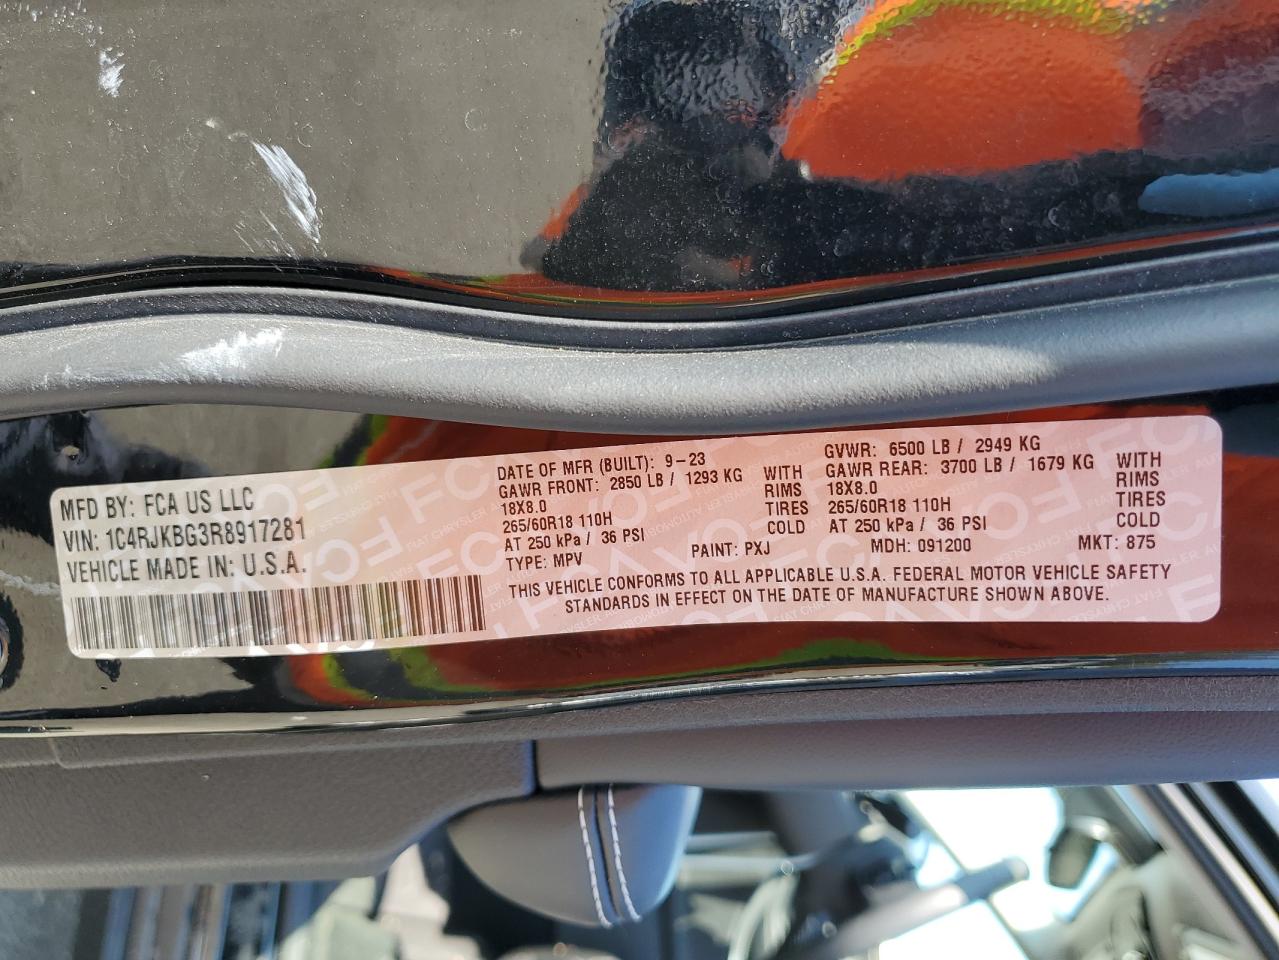 MFD BY: FCA US LLC
VIN: 1C4RJKBG3R8917281
VEHICLE MADE IN: U.S.A.
DATE OF MFR (BUILT): 9-23
GAWR FRONT: 2850 LB / 1293 KG WITH
18X8.0 RIMS
265/60R18 110H TIRES
AT 250 kPa / 36 PSI COLD
TYPE: MPV
PAINT: PXJ
GVWR: 6500 LB / 2949 KG
GAWR REAR: 3700 LB / 1679 KG WITH
18X8.0 RIMS
265/60R18 110H TIRES
AT 250 kPa / 36 PSI COLD
MDH: 091200
MKT: 875
THIS VEHICLE CONFORMS TO ALL APPLICABLE U.S.A. FEDERAL MOTOR VEHICLE SAFETY
STANDARDS IN EFFECT ON THE DATE OF MANUFACTURE SHOWN ABOVE.